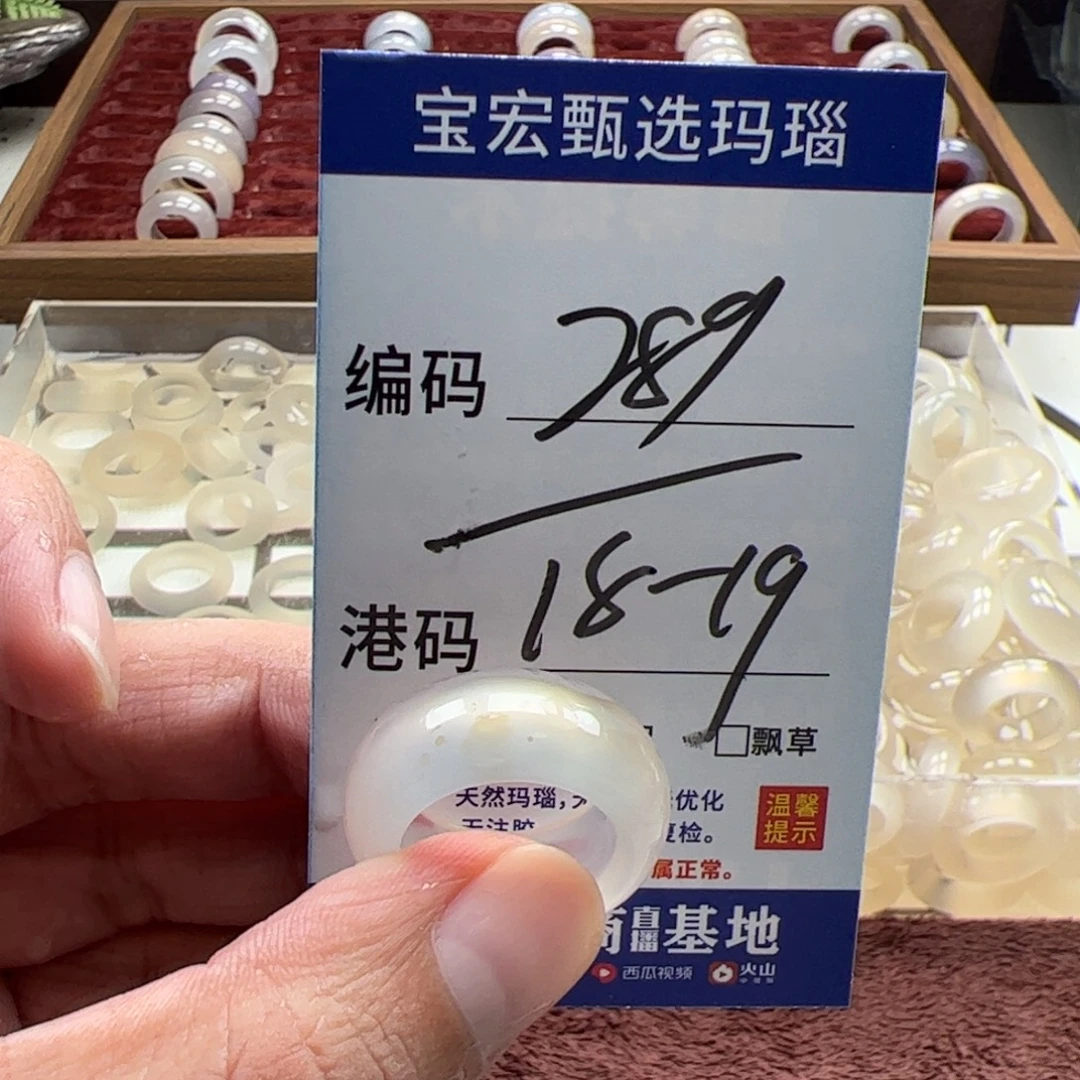 宝宏甄选玛瑙
编码
港码 18-19
□飘草
天然玛瑙,
优化
无注胶
复检。
温馨
提示
属正常。
直播基地
西瓜视频 火山